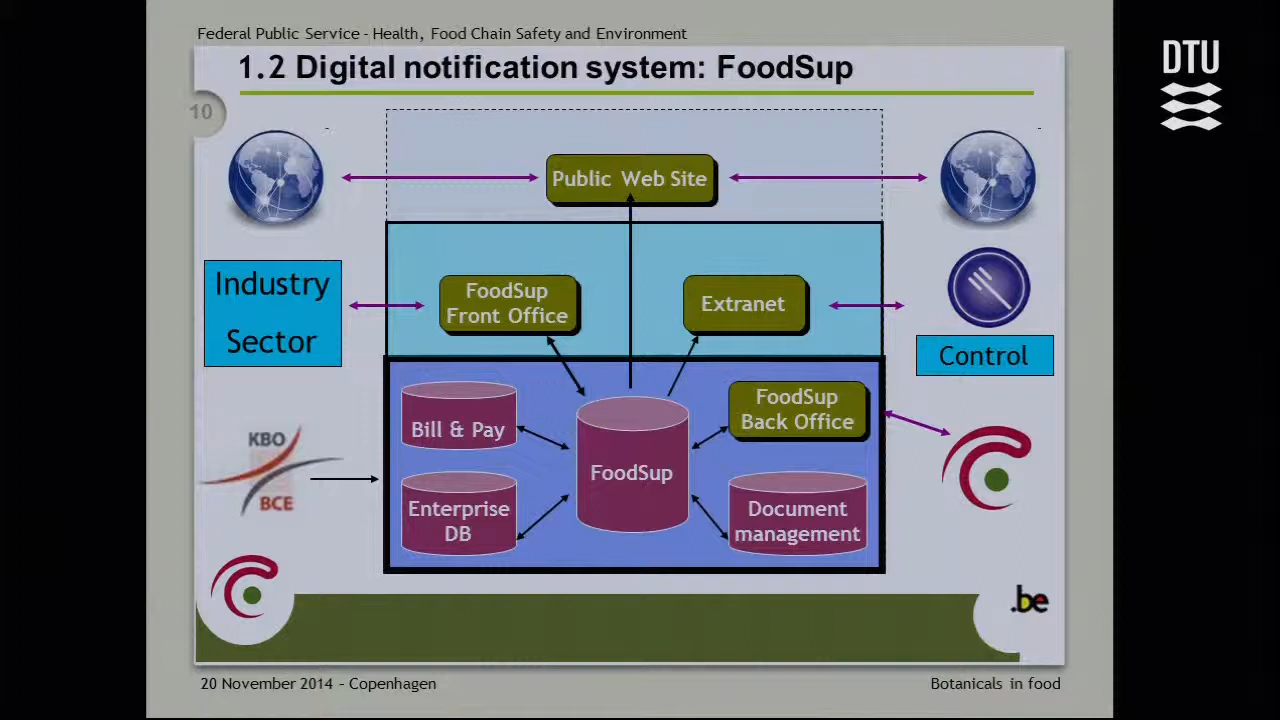 Federal Public Service - Health, Food Chain Safety and Environment
DTU
1.2 Digital notification system: FoodSup
10
Public Web Site
Industry
Sector
FoodSup
Front Office
Extranet
Control
Bill & Pay
FoodSup
FoodSup
Back Office
KBO
BCE
Enterprise
DB
Document
management
.be
20 November 2014 - Copenhagen
Botanicals in food